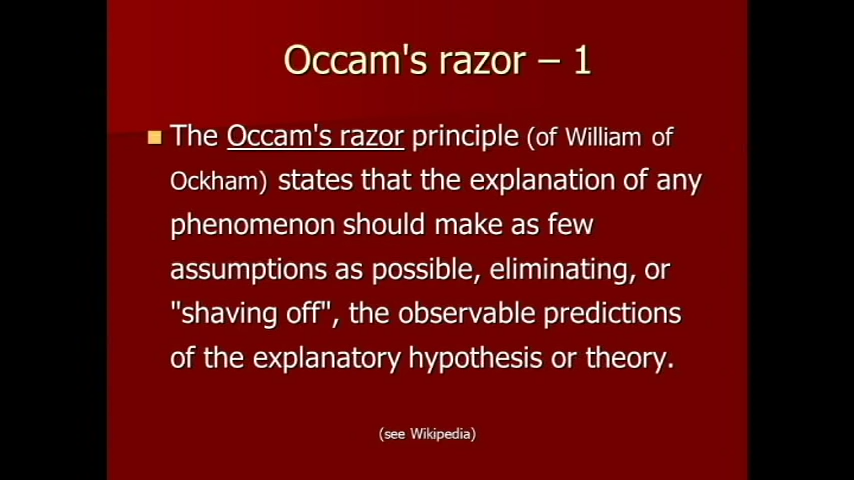 Occam's razor – 1
The Occam's razor principle (of William of
Ockham) states that the explanation of any
phenomenon should make as few
assumptions as possible, eliminating, or
"shaving off", the observable predictions
of the explanatory hypothesis or theory.
(see Wikipedia)